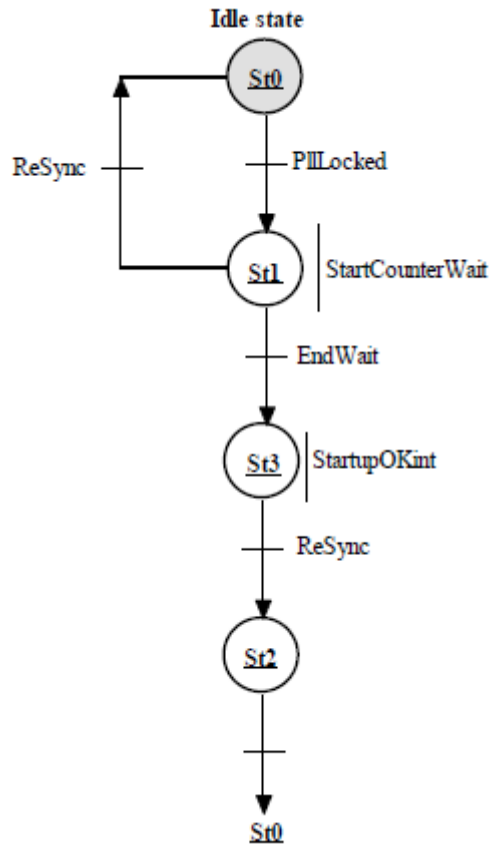 Idle state
St0
ReSync
PllLocked
St1
StartCounterWait
EndWait
St3
StartupOKint
ReSync
St2
St0